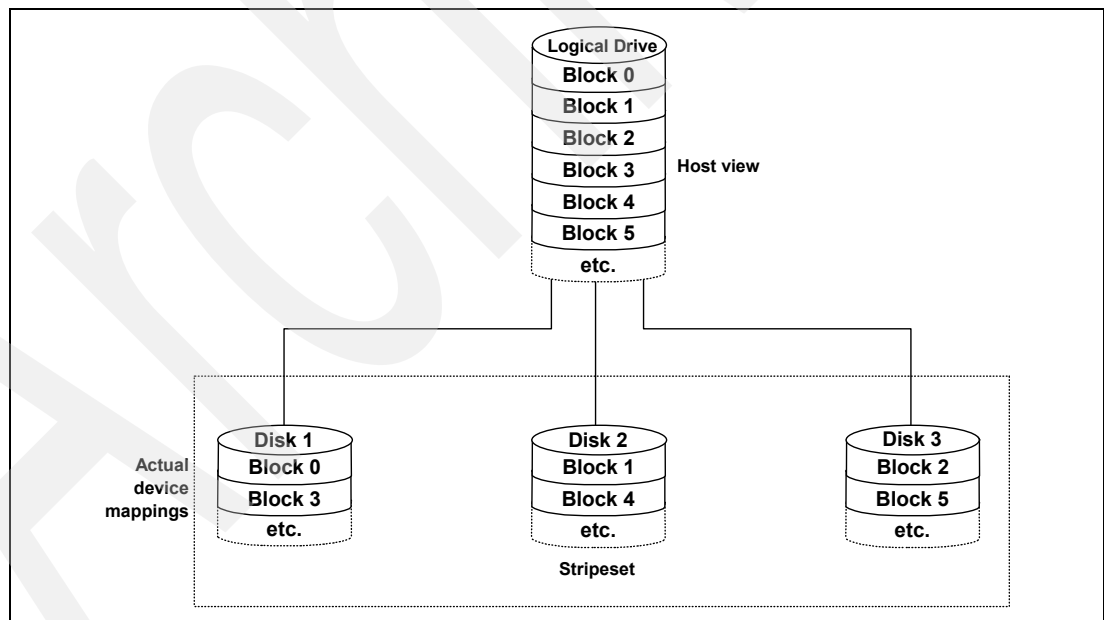 Logical Drive
Block 0
Block 1
Block 2
Block 3
Block 4
Block 5
etc.
Host view
Actual
device
mappings
Disk 1
Block 0
Block 3
etc.
Disk 2
Block 1
Block 4
etc.
Disk 3
Block 2
Block 5
etc.
Stripeset